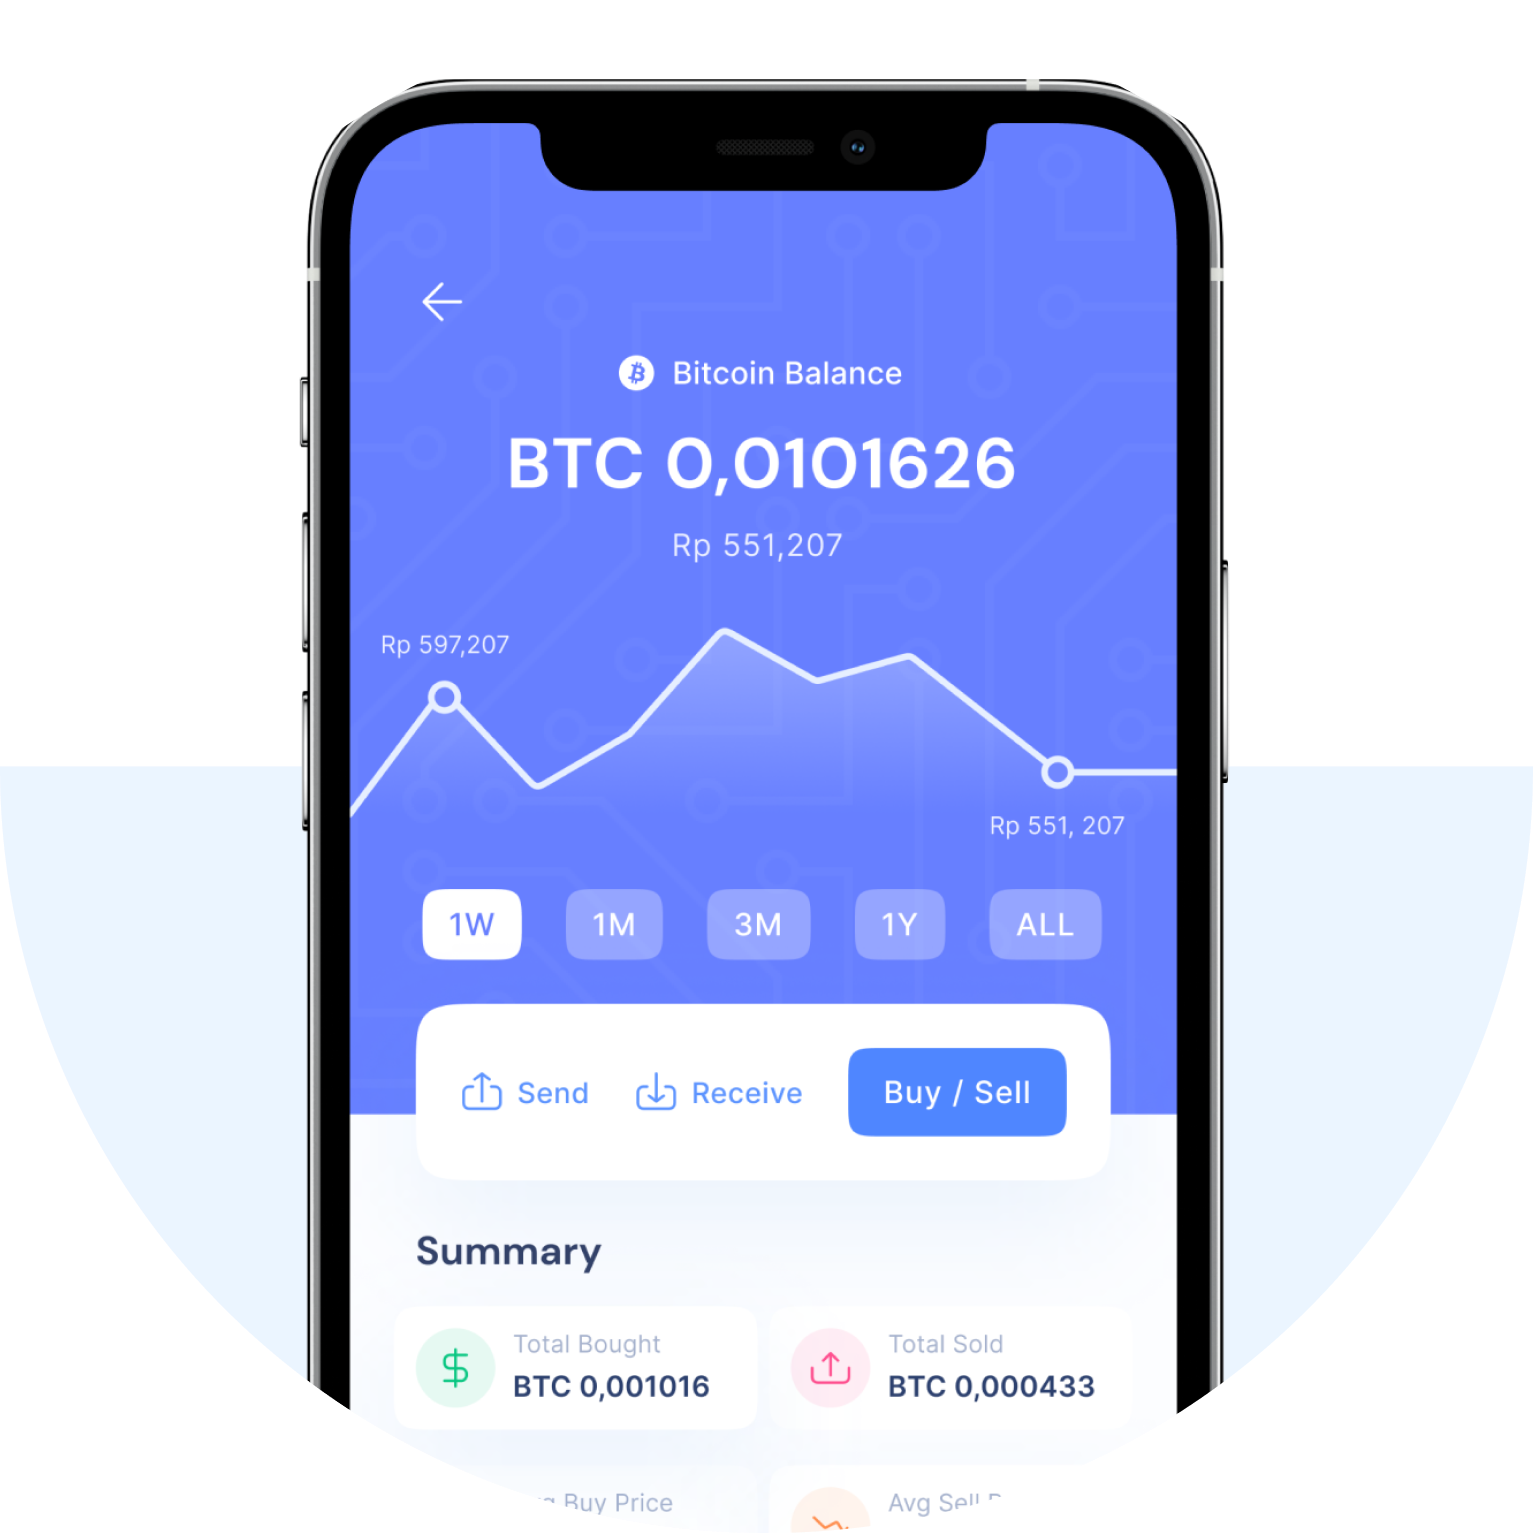 Bitcoin Balance
BTC 0,0101626
Rp 551,207
Rp 597,207
Rp 551, 207
1W 1M 3M 1Y ALL
Send Receive Buy / Sell
Summary
Total Bought Total Sold
BTC 0,001016 BTC 0,000433
Buy Price Avg Sell